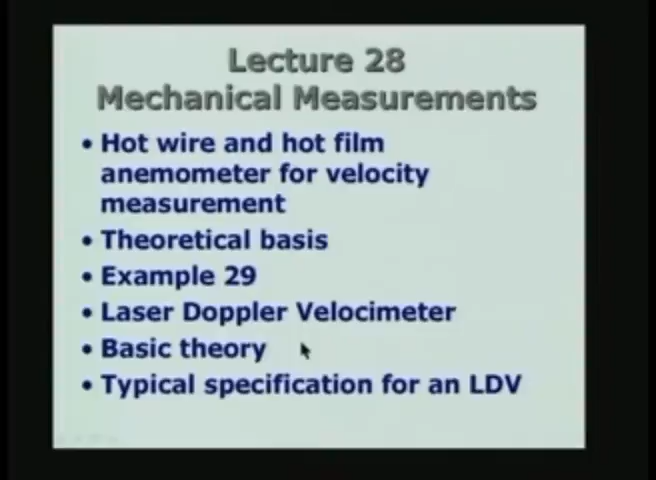 Lecture 28
Mechanical Measurements
• Hot wire and hot film
anemometer for velocity
measurement
• Theoretical basis
• Example 29
• Laser Doppler Velocimeter
• Basic theory
• Typical specification for an LDV